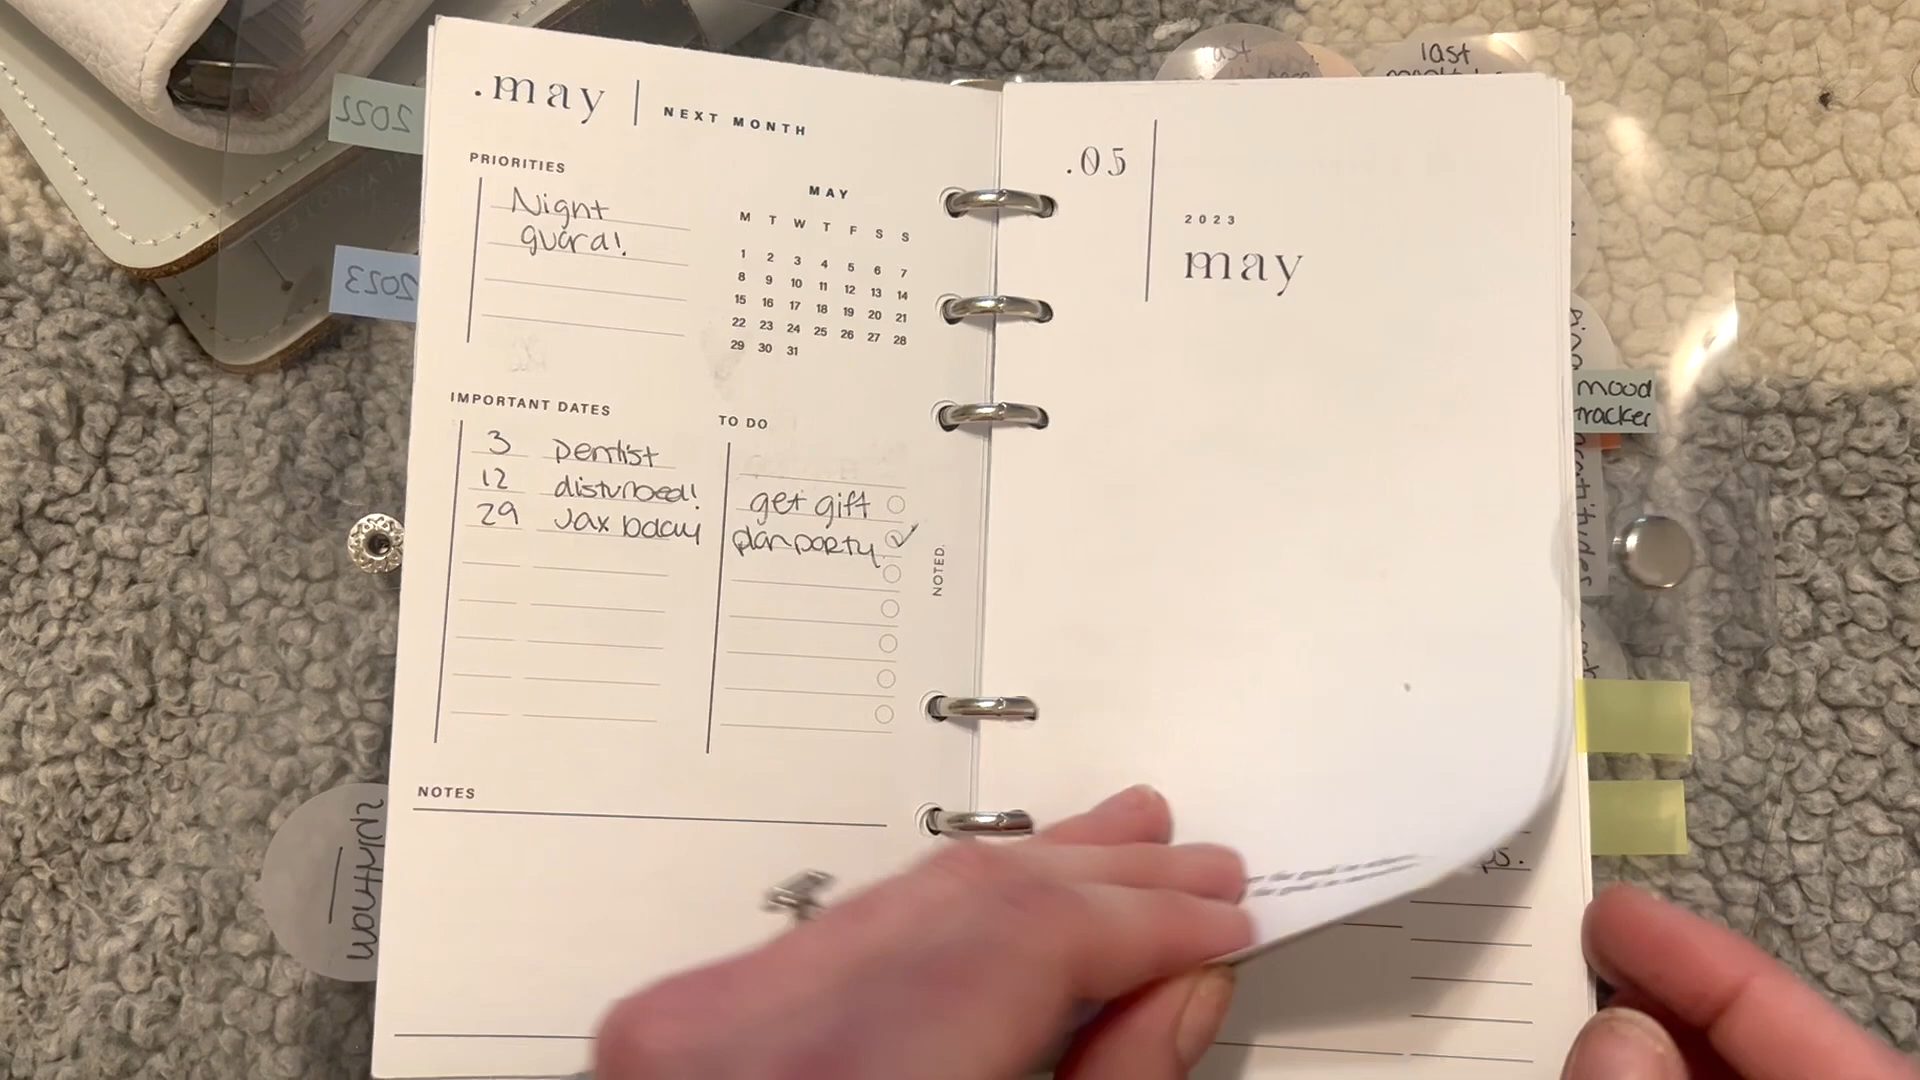 .may | NEXT MONTH
PRIORITIES
Night
guard!
MAY
M T W T F S S
1 2 3 4 5 6 7
8 9 10 11 12 13 14
15 16 17 18 19 20 21
22 23 24 25 26 27 28
29 30 31
IMPORTANT DATES
3 Dentist
12 disturbed!
29 Jax bday
TO DO
get gift
plan party
NOTED.
NOTES
.05
2023
may
2022
2023
monthly
last
last
mood
tracker